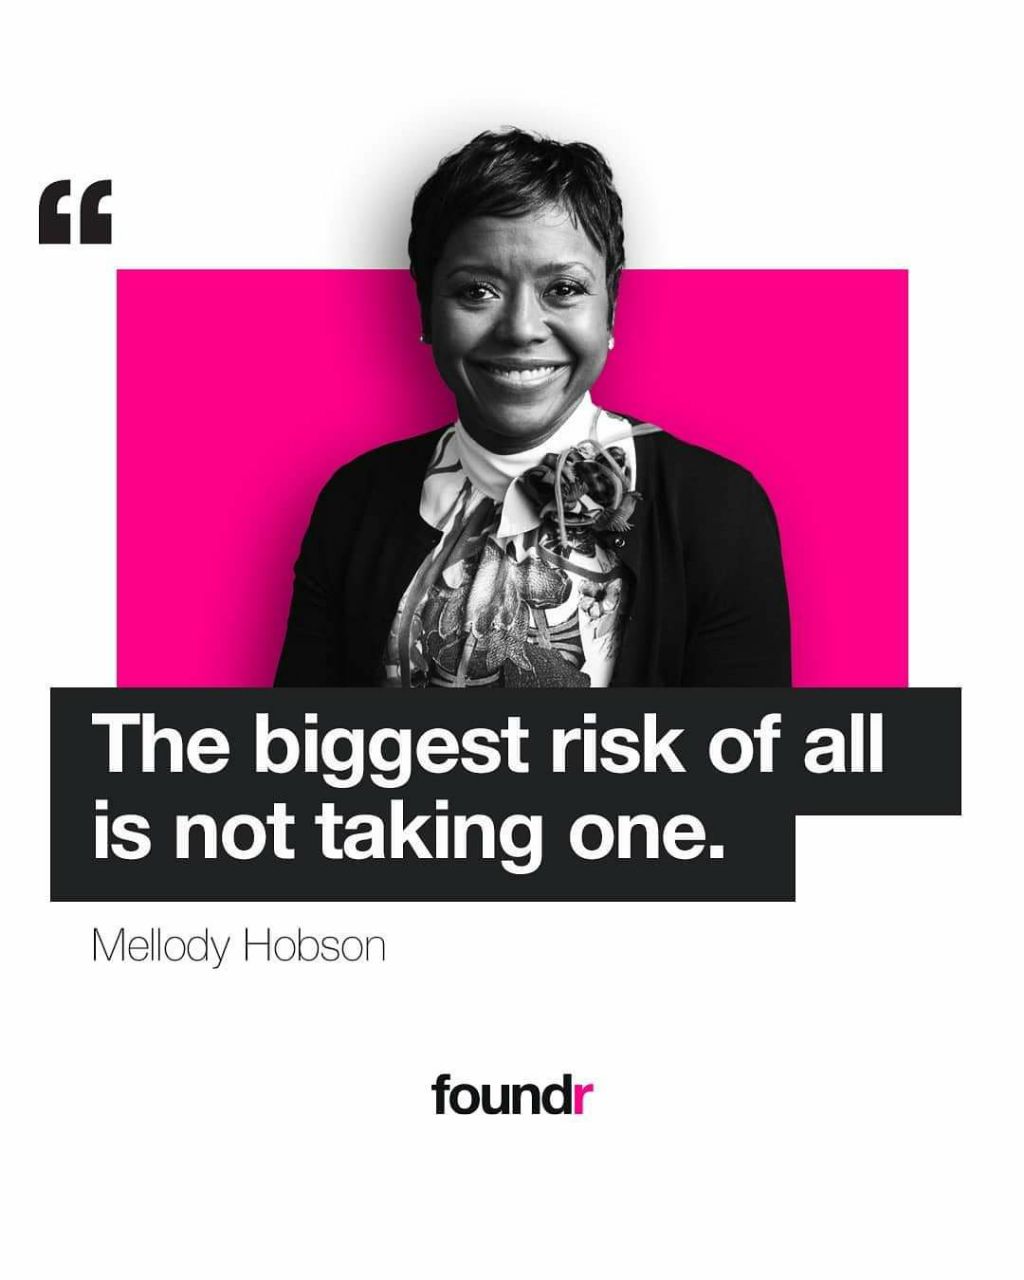 “
The biggest risk of all
is not taking one.
Mellody Hobson
foundr